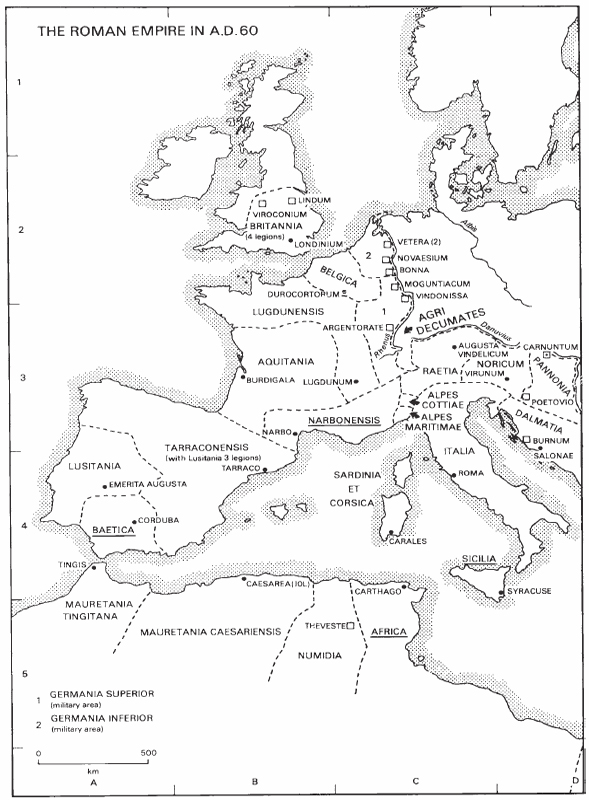 THE ROMAN EMPIRE IN A.D. 60
1
2
3
4
5
LINDUM
VIROCONIUM
BRITANNIA
(4 legions)
LONDINIUM
Albis
2
VETERA (2)
NOVAESIUM
BONNA
MOGUNTIACUM
VINDONISSA
BELGICA
DUROCORTORUM
LUGDUNENSIS
1
ARGENTORATE
Rhenus
AGRI
DECUMATES
Danuvius
AUGUSTA
VINDELICUM
CARNUNTUM
NORICUM
VIRUNUM
RAETIA
PANNONIA
POETOVIO
AQUITANIA
BURDIGALA
LUGDUNUM
ALPES
COTTIAE
ALPES
MARITIMAE
NARBONENSIS
NARBO
DALMATIA
BURNUM
SALONAE
TARRACONENSIS
(with Lusitania 3 legions)
TARRACO
LUSITANIA
EMERITA AUGUSTA
BAETICA
CORDUBA
ITALIA
ROMA
SARDINIA
ET
CORSICA
CARALES
SICILIA
SYRACUSE
TINGIS
CAESAREA (IOL)
CARTHAGO
MAURETANIA
TINGITANA
MAURETANIA CAESARIENSIS
THEVESTE
AFRICA
NUMIDIA
1 GERMANIA SUPERIOR
(military area)
2 GERMANIA INFERIOR
(military area)
0 500
km
A B C D